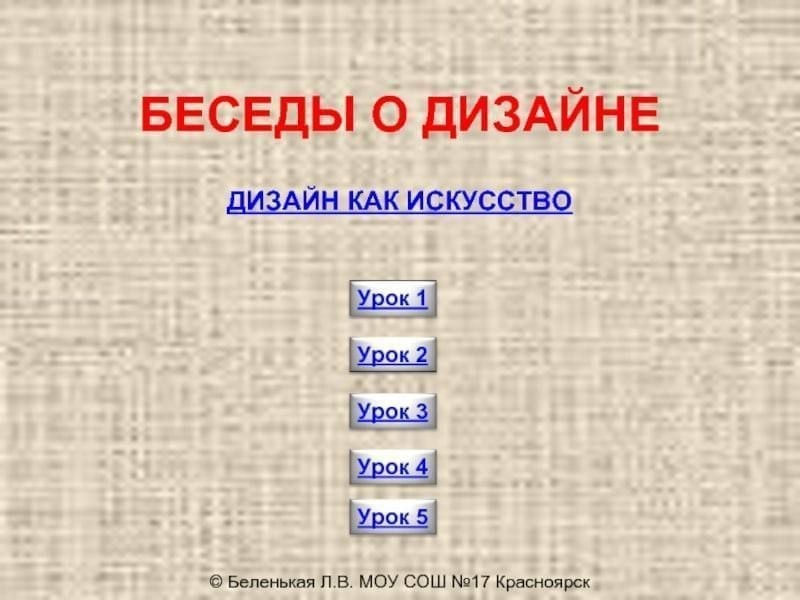 БЕСЕДЫ О ДИЗАЙНЕ
ДИЗАЙН КАК ИСКУССТВО
Урок 1
Урок 2
Урок 3
Урок 4
Урок 5
© Беленькая Л.В. МОУ СОШ №17 Красноярск